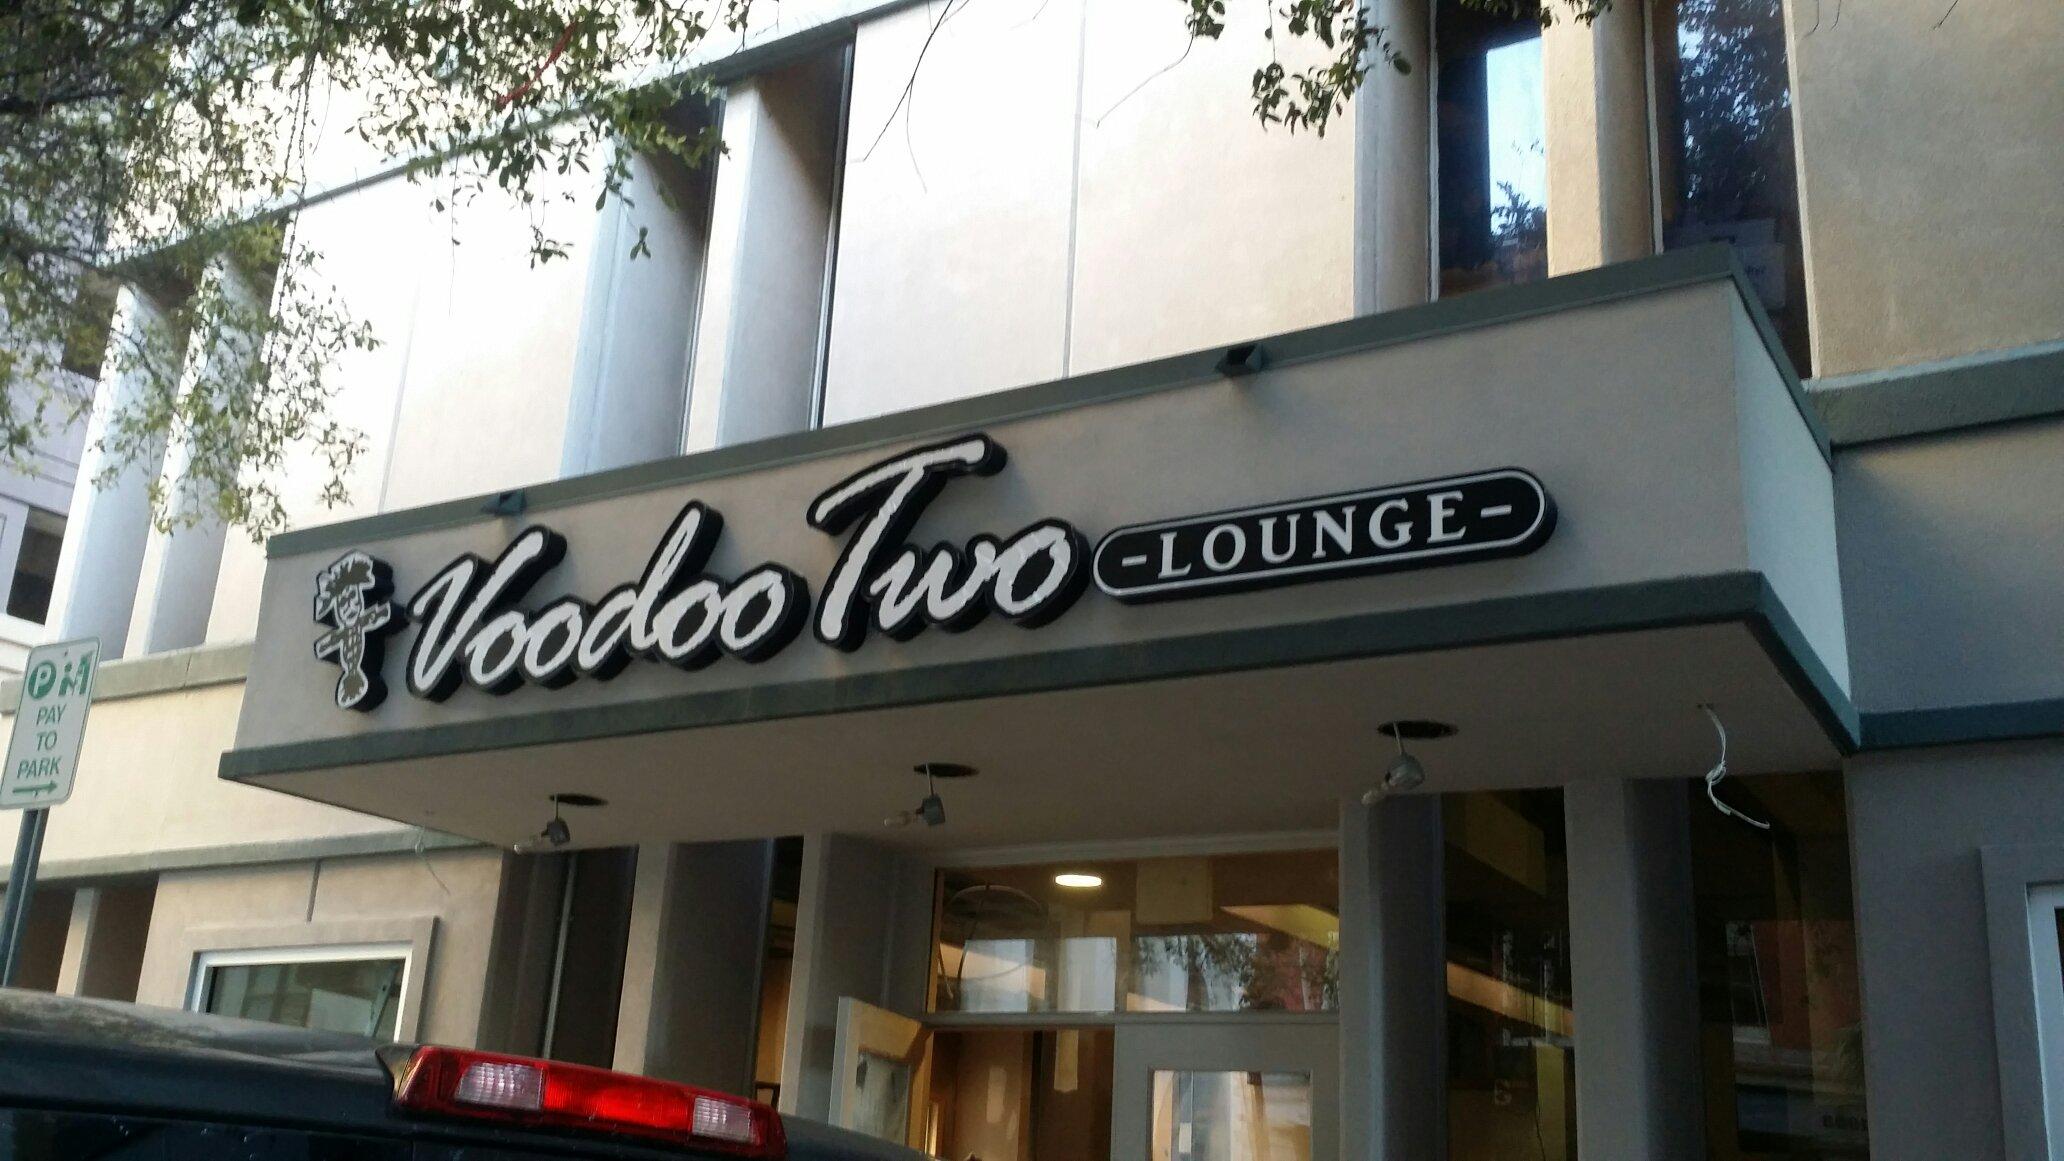 Voodoo Two
-LOUNGE-
P
PAY
TO
PARK